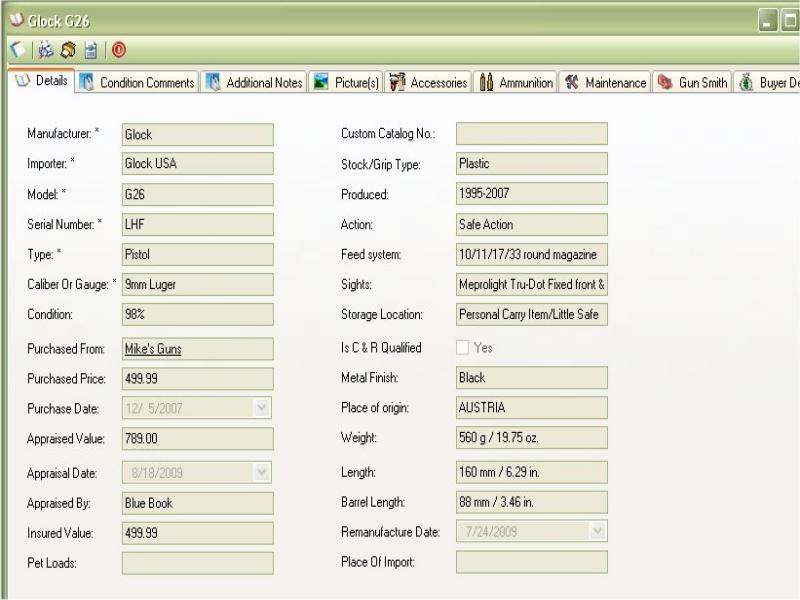 Glock G26
Details Condition Comments Additional Notes Picture(s) Accessories Ammunition Maintenance Gun Smith Buyer De
Manufacturer: * Glock
Importer: * Glock USA
Model: * G26
Serial Number: * LHF
Type: * Pistol
Caliber Or Gauge: * 9mm Luger
Condition: 98%
Purchased From: Mike's Guns
Purchased Price: 499.99
Purchase Date: 12/ 5/2007
Appraised Value: 789.00
Appraisal Date: 8/18/2009
Appraised By: Blue Book
Insured Value: 499.99
Pet Loads:
Custom Catalog No.:
Stock/Grip Type: Plastic
Produced: 1995-2007
Action: Safe Action
Feed system: 10/11/17/33 round magazine
Sights: Meprolight Tru-Dot Fixed front &
Storage Location: Personal Carry Item/Little Safe
Is C & R Qualified Yes
Metal Finish: Black
Place of origin: AUSTRIA
Weight: 560 g / 19.75 oz.
Length: 160 mm / 6.29 in.
Barrel Length: 88 mm / 3.46 in.
Remanufacture Date: 7/24/2009
Place Of Import: